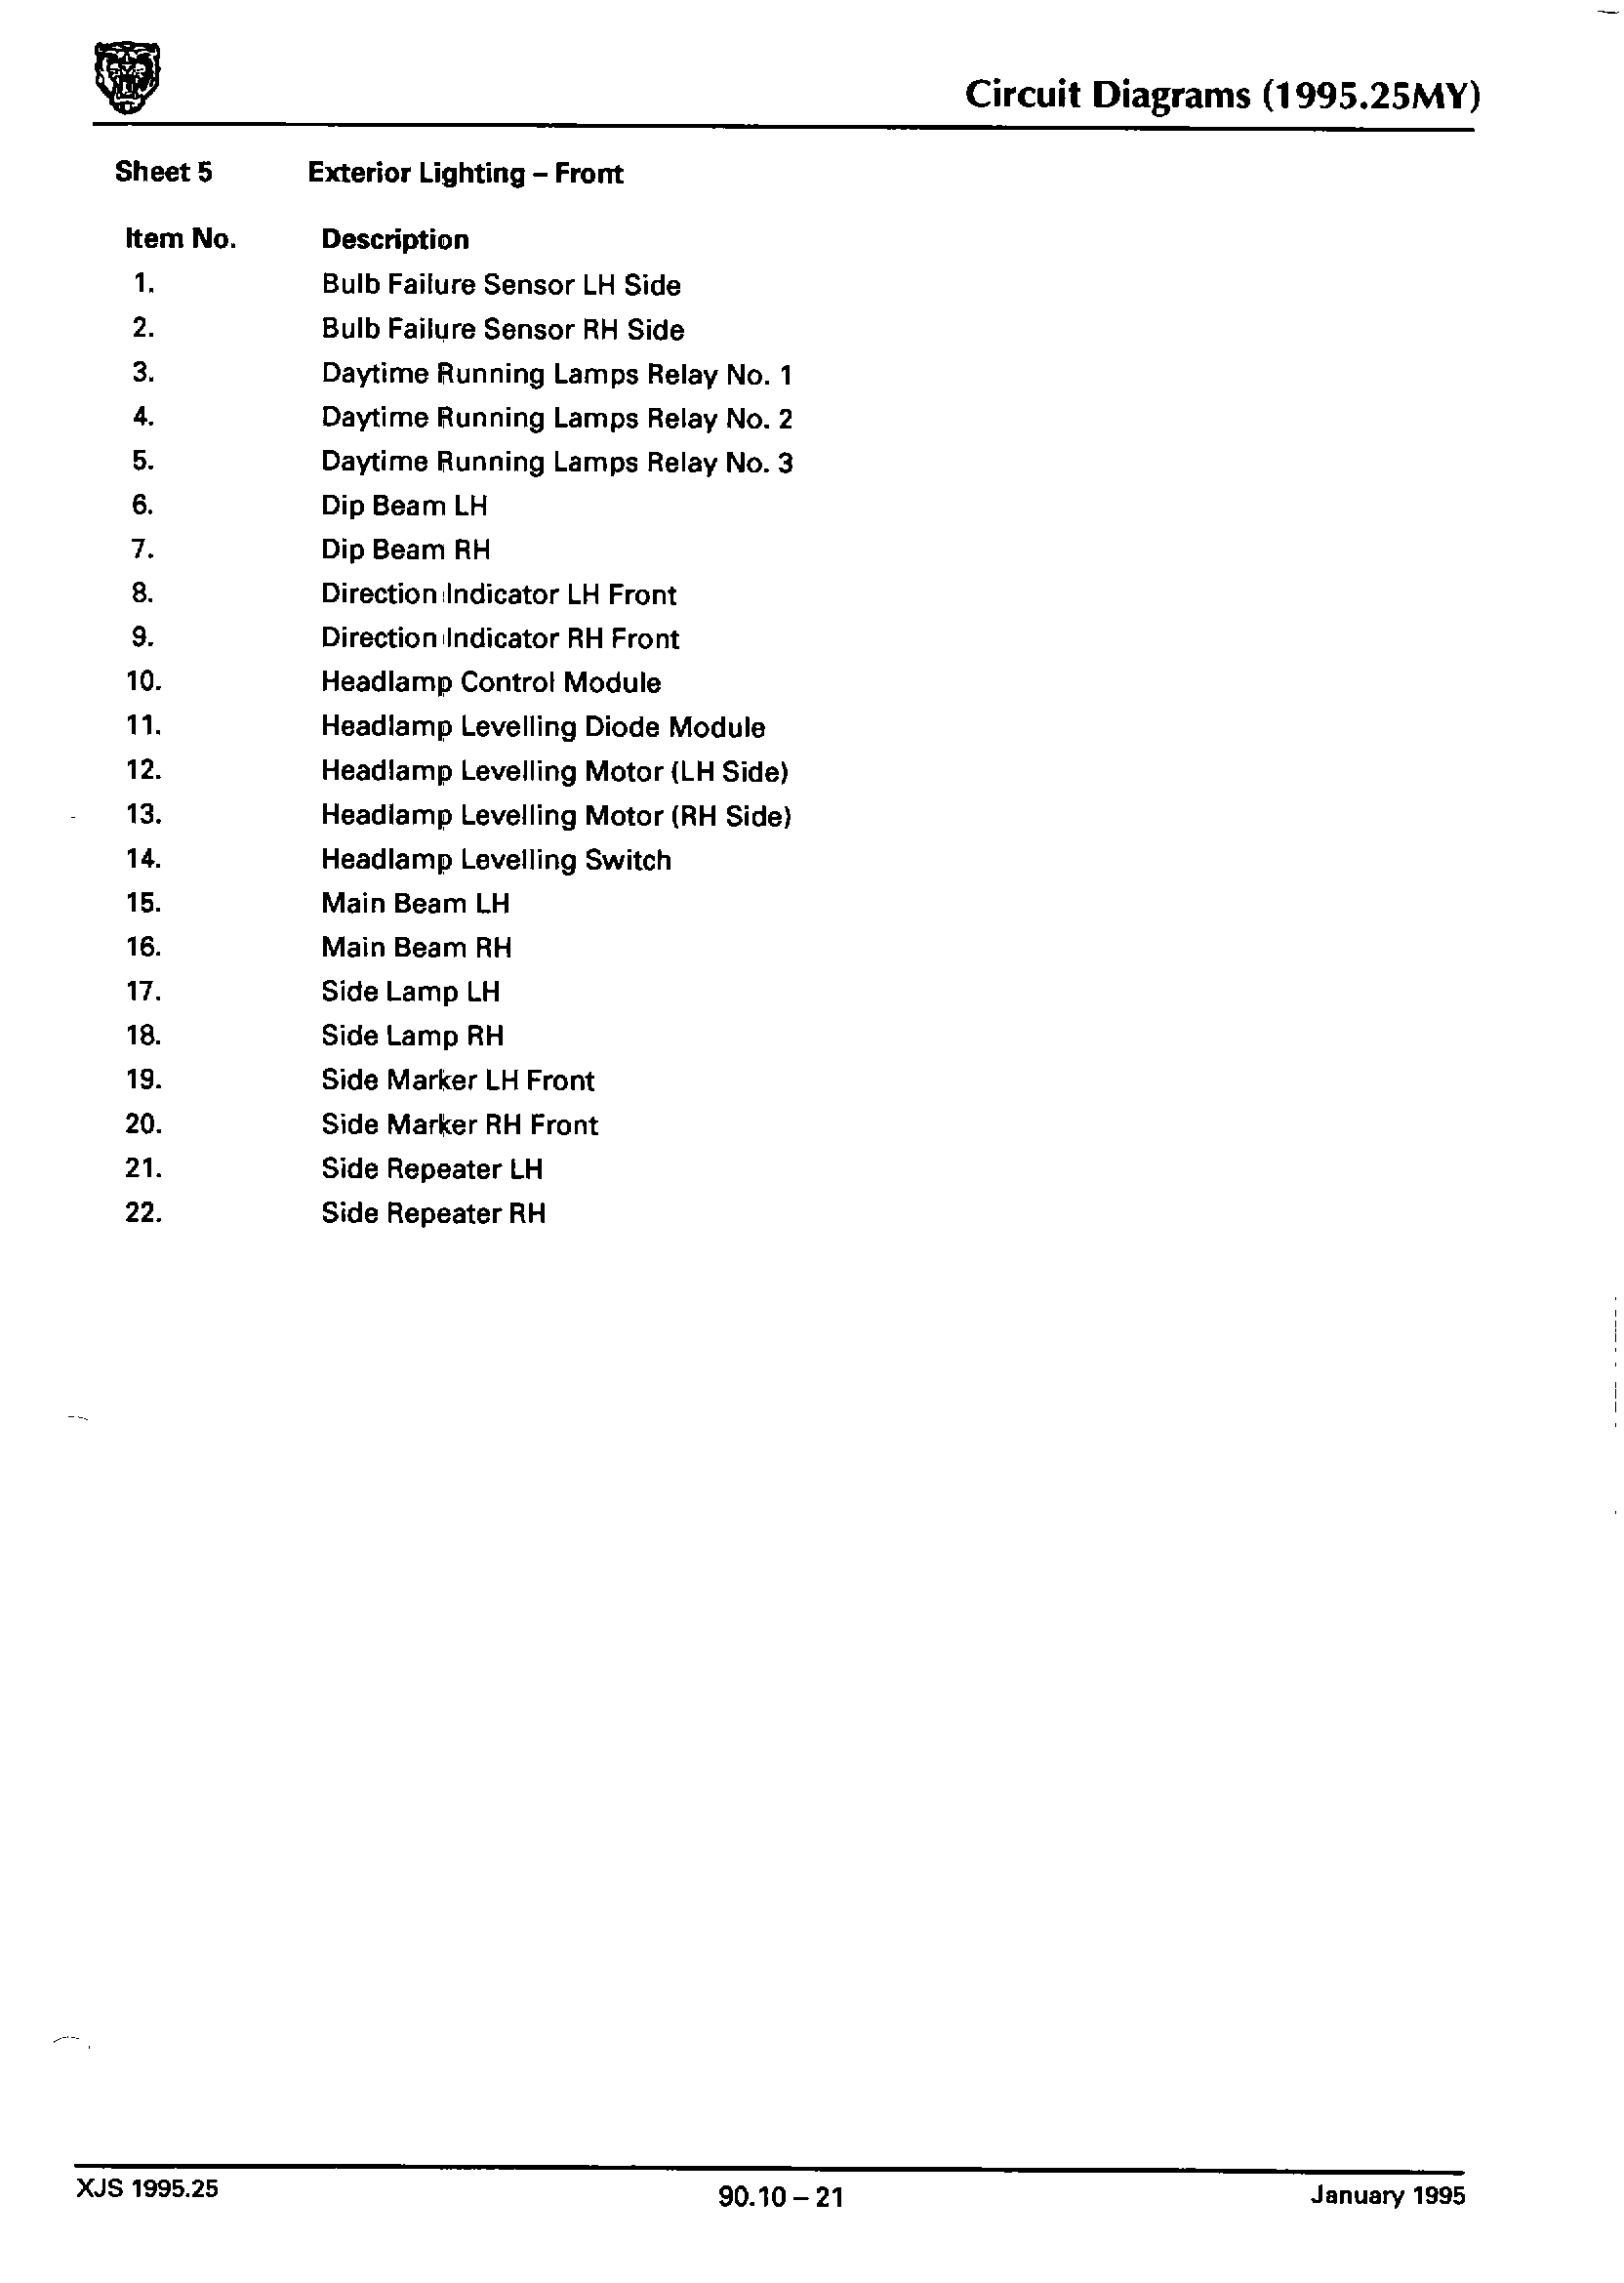 Circuit Diagrams (1995.25MY)
Sheet 5 Exterior Lighting – Front
Item No. Description
1. Bulb Failure Sensor LH Side
2. Bulb Failure Sensor RH Side
3. Daytime Running Lamps Relay No. 1
4. Daytime Running Lamps Relay No. 2
5. Daytime Running Lamps Relay No. 3
6. Dip Beam LH
7. Dip Beam RH
8. Direction Indicator LH Front
9. Direction Indicator RH Front
10. Headlamp Control Module
11. Headlamp Levelling Diode Module
12. Headlamp Levelling Motor (LH Side)
13. Headlamp Levelling Motor (RH Side)
14. Headlamp Levelling Switch
15. Main Beam LH
16. Main Beam RH
17. Side Lamp LH
18. Side Lamp RH
19. Side Marker LH Front
20. Side Marker RH Front
21. Side Repeater LH
22. Side Repeater RH
XJS 1995.25 90.10 – 21 January 1995